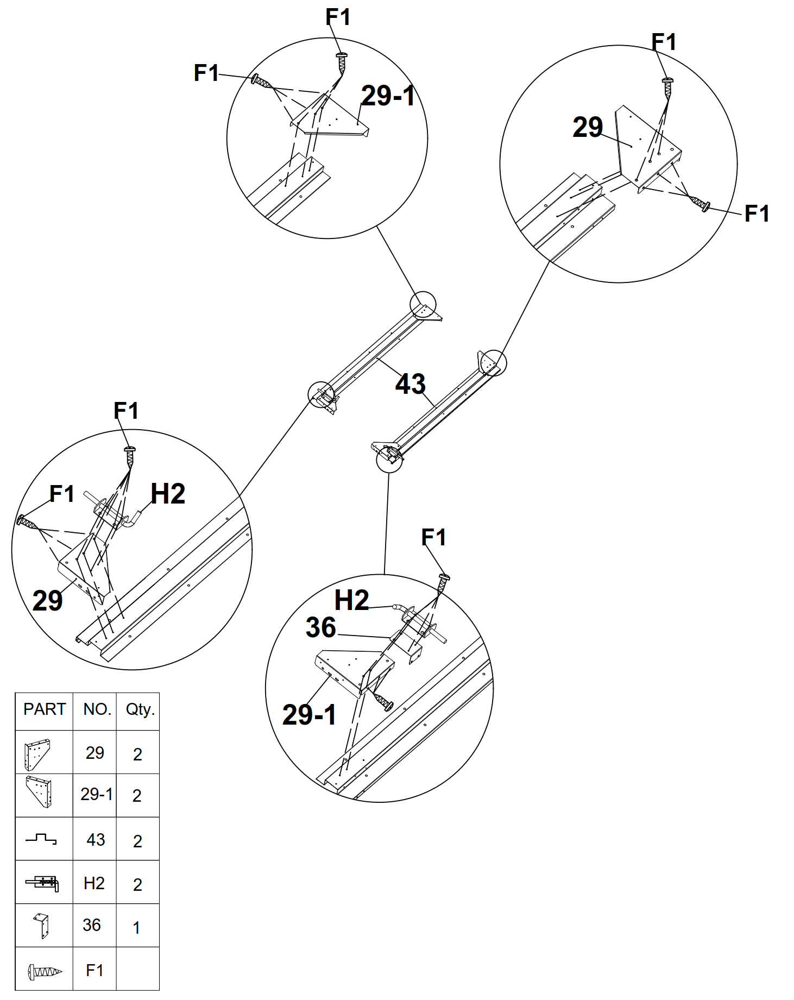 F1
F1
29-1
F1
29
F1
43
F1
F1
H2
29
F1
H2
36
29-1
PART NO. Qty.
29 2
29-1 2
43 2
H2 2
36 1
F1